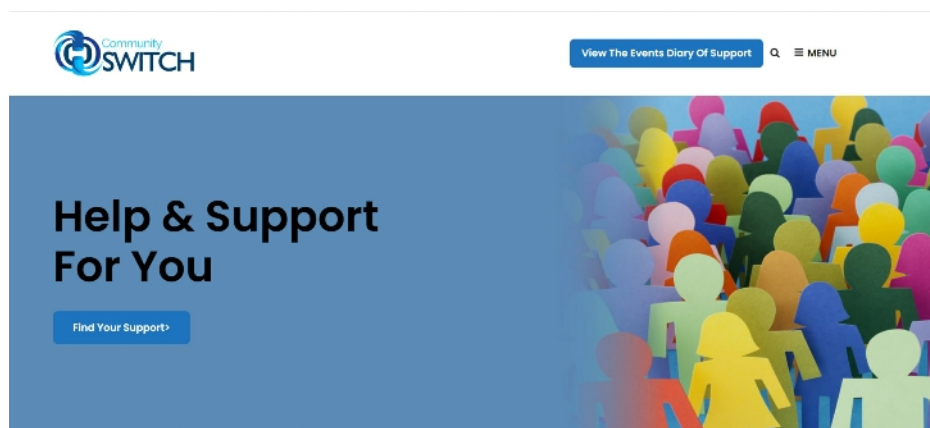 Community
SWITCH
View The Events Diary Of Support
MENU
Help & Support
For You
Find Your Support>